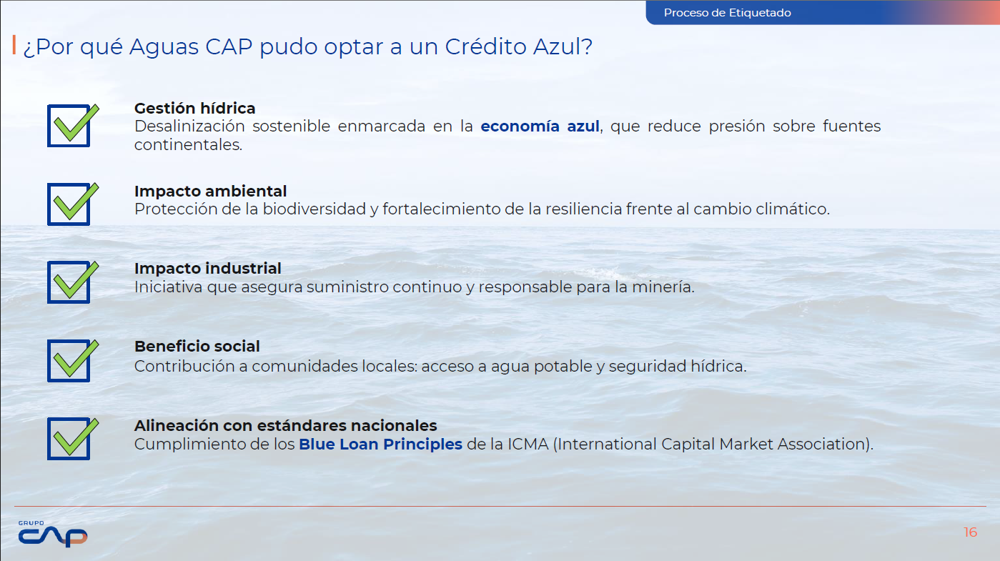 Proceso de Etiquetado
¿Por qué Aguas CAP pudo optar a un Crédito Azul?
Gestión hídrica
Desalinización sostenible enmarcada en la economía azul, que reduce presión sobre fuentes
continentales.
Impacto ambiental
Protección de la biodiversidad y fortalecimiento de la resiliencia frente al cambio climático.
Impacto industrial
Iniciativa que asegura suministro continuo y responsable para la minería.
Beneficio social
Contribución a comunidades locales: acceso a agua potable y seguridad hídrica.
Alineación con estándares nacionales
Cumplimiento de los Blue Loan Principles de la ICMA (International Capital Market Association).
GRUPO
CAP
16